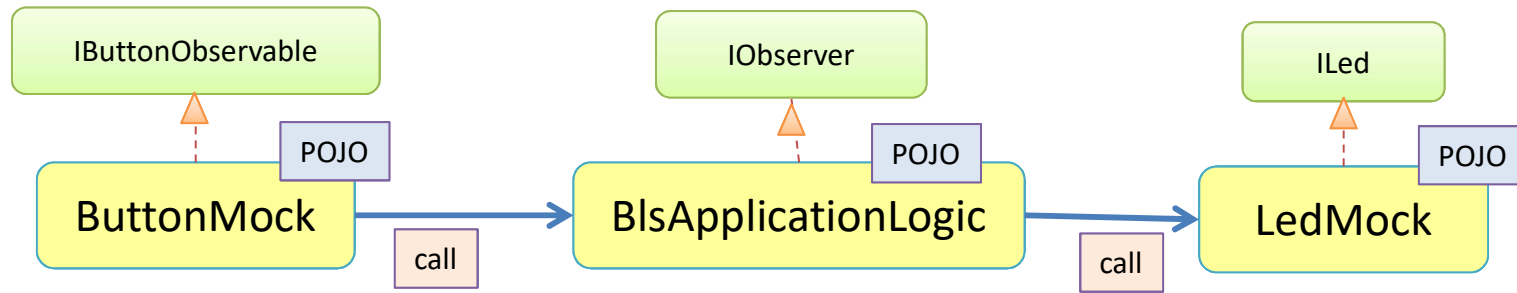 IButtonObservable
IObserver
ILed
POJO
POJO
POJO
ButtonMock
BlsApplicationLogic
LedMock
call
call